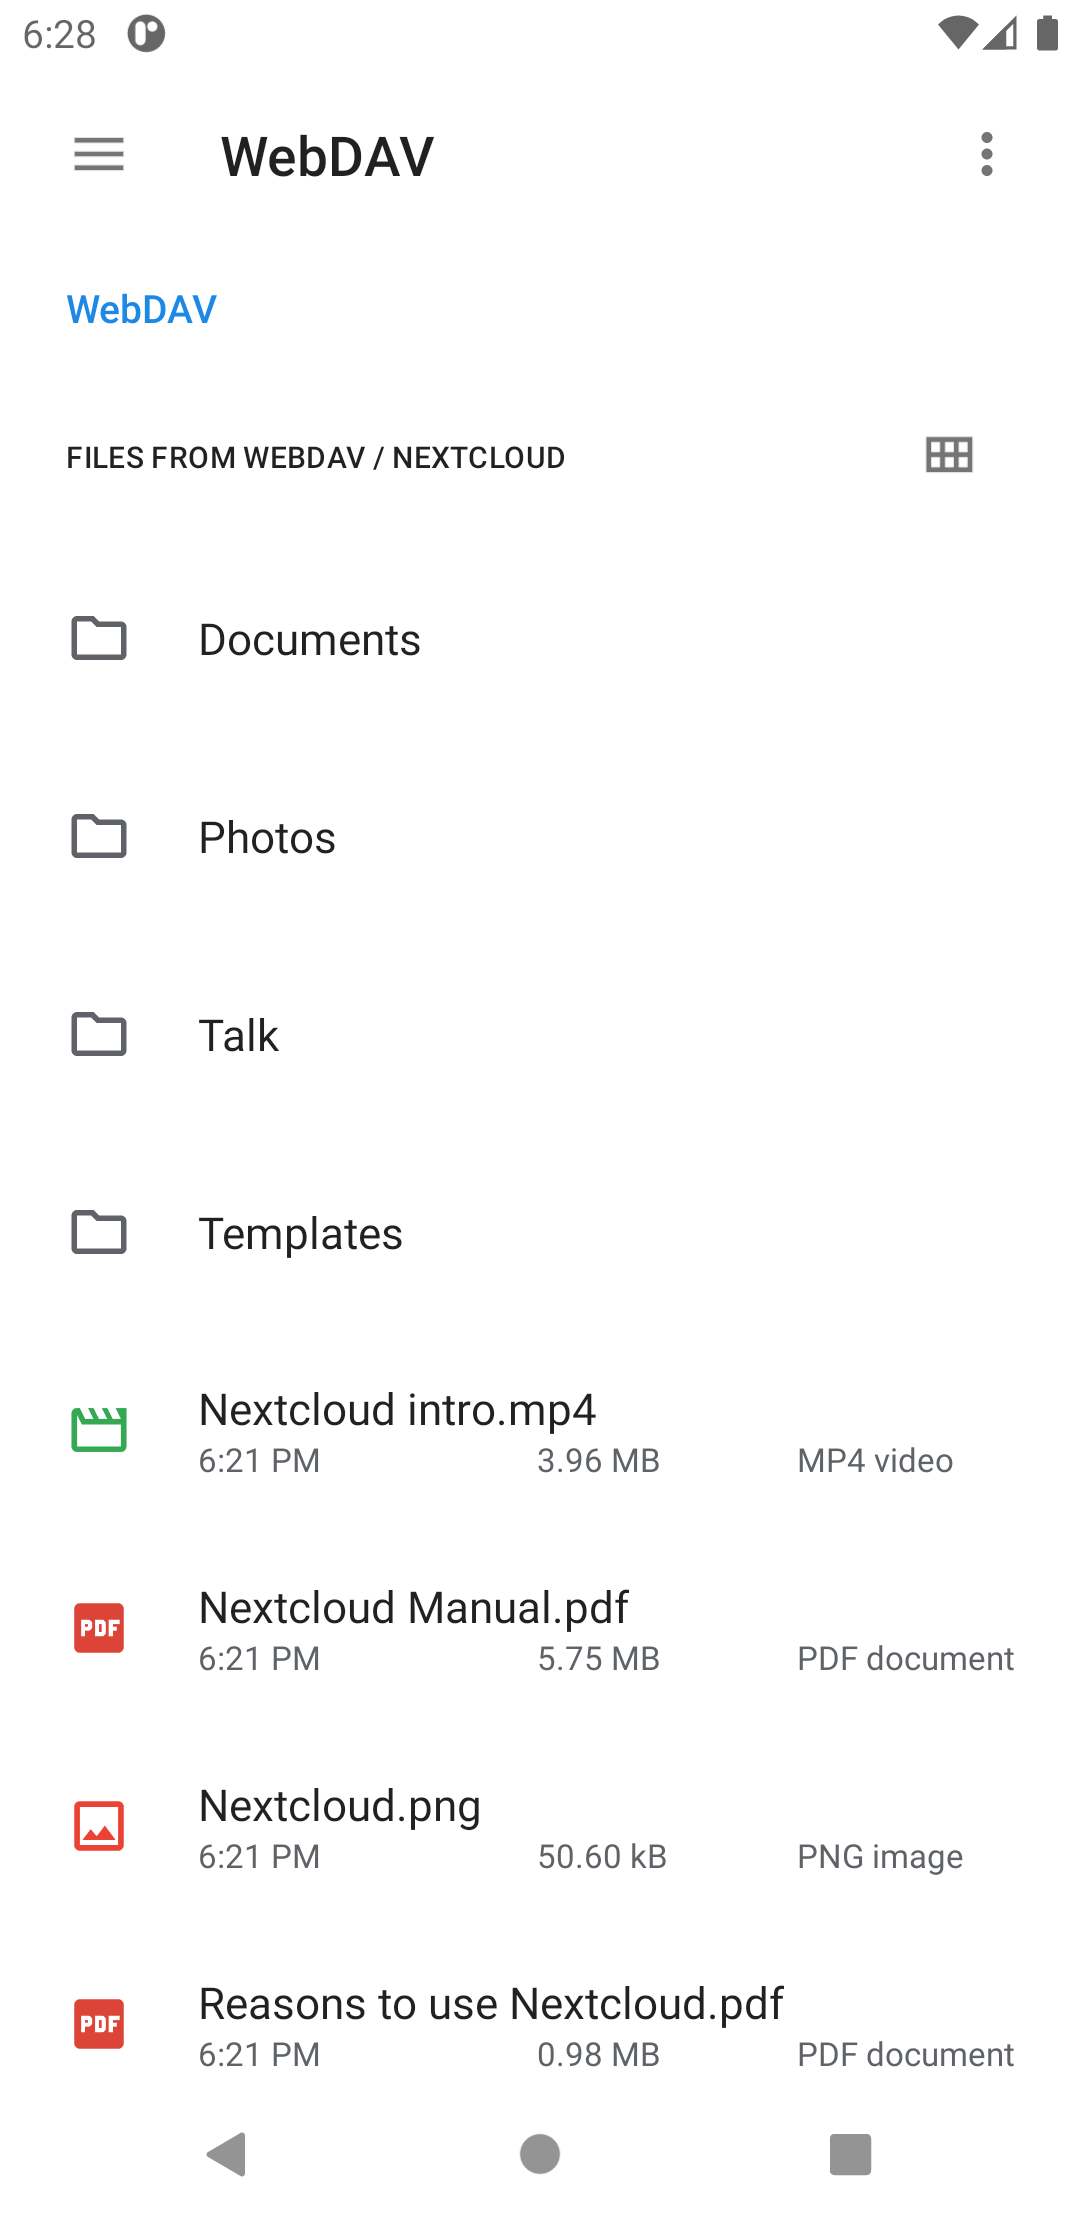 6:28
WebDAV
WebDAV
FILES FROM WEBDAV / NEXTCLOUD
Documents
Photos
Talk
Templates
Nextcloud intro.mp4
6:21 PM 3.96 MB MP4 video
PDF Nextcloud Manual.pdf
6:21 PM 5.75 MB PDF document
Nextcloud.png
6:21 PM 50.60 kB PNG image
PDF Reasons to use Nextcloud.pdf
6:21 PM 0.98 MB PDF document